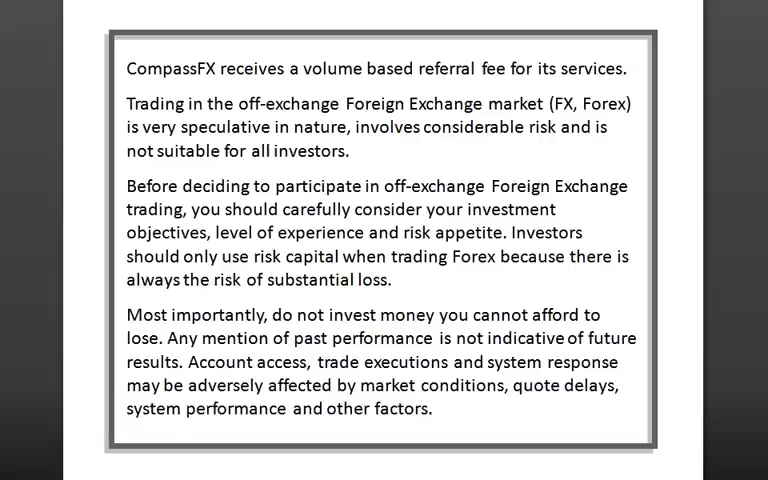 CompassFX receives a volume based referral fee for its services.
Trading in the off-exchange Foreign Exchange market (FX, Forex)
is very speculative in nature, involves considerable risk and is
not suitable for all investors.
Before deciding to participate in off-exchange Foreign Exchange
trading, you should carefully consider your investment
objectives, level of experience and risk appetite. Investors
should only use risk capital when trading Forex because there is
always the risk of substantial loss.
Most importantly, do not invest money you cannot afford to
lose. Any mention of past performance is not indicative of future
results. Account access, trade executions and system response
may be adversely affected by market conditions, quote delays,
system performance and other factors.